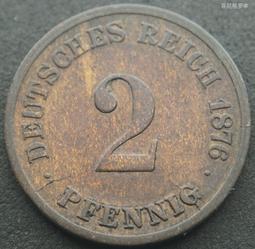 DEUTSCHES REICH 1876
2
PFENNIG